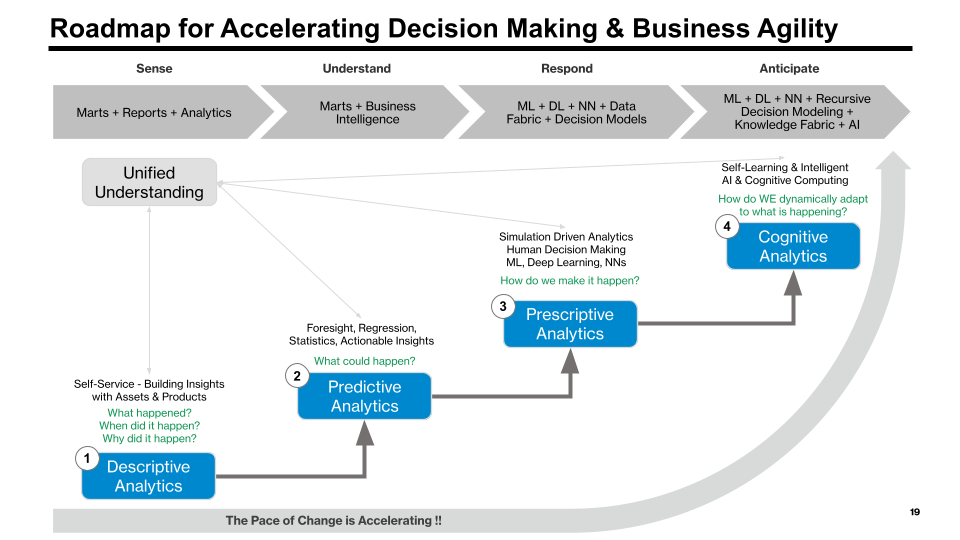 Roadmap for Accelerating Decision Making & Business Agility
Sense
Understand
Respond
Anticipate
Marts + Reports + Analytics
Marts + Business
Intelligence
ML + DL + NN + Data
Fabric + Decision Models
ML + DL + NN + Recursive
Decision Modeling +
Knowledge Fabric + AI
Unified
Understanding
Self-Learning & Intelligent
AI & Cognitive Computing
How do WE dynamically adapt
to what is happening?
4
Cognitive
Analytics
Simulation Driven Analytics
Human Decision Making
ML, Deep Learning, NNs
How do we make it happen?
3
Prescriptive
Analytics
Foresight, Regression,
Statistics, Actionable Insights
What could happen?
2
Predictive
Analytics
Self-Service - Building Insights
with Assets & Products
What happened?
When did it happen?
Why did it happen?
1
Descriptive
Analytics
The Pace of Change is Accelerating !!
19